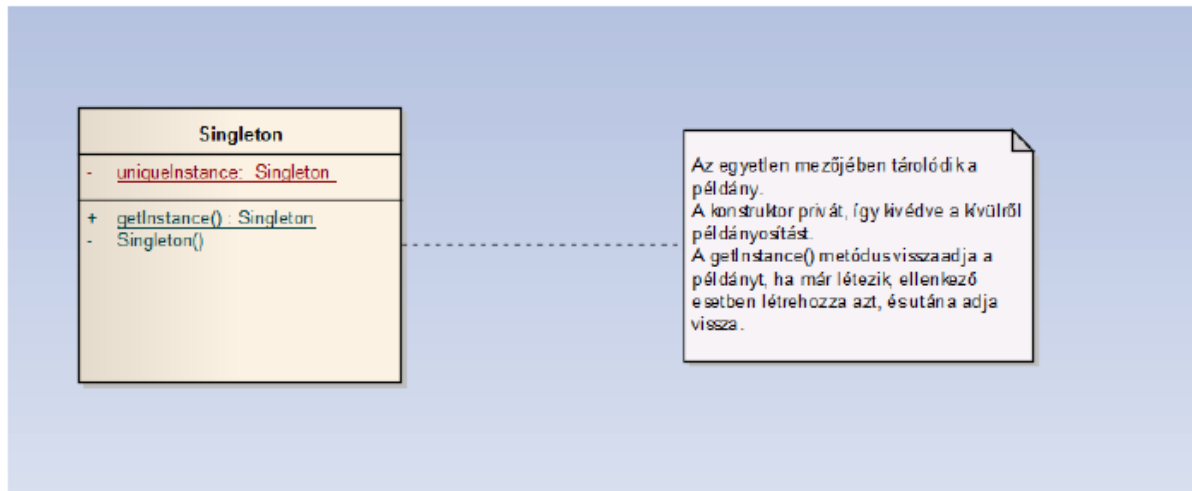 Singleton
- uniqueInstance: Singleton
+ getInstance() : Singleton
- Singleton()
Az egyetlen mezőjében tárolódik a
példány.
A konstruktor privát, így kivédve a kívülről
példányosítást.
A getInstance() metódus visszaadja a
példányt, ha már létezik, ellenkező
esetben létrehozza azt, és utána adja
vissza.